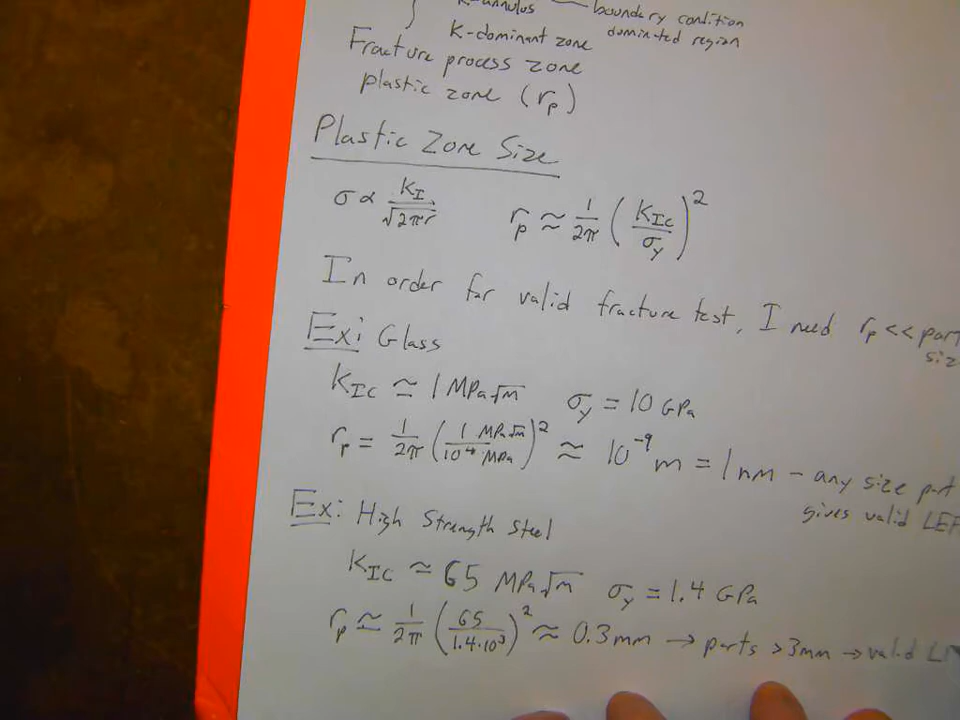 K-annulus — boundary condition
K-dominant zone dominated region
Fracture process zone
plastic zone (r_p)
Plastic Zone Size
σ ∝ K_I/√(2πr)   r_p ≈ 1/2π (K_Ic/σ_y)²
In order for valid fracture test, I need r_p << part
Ex: Glass
K_Ic ≃ 1 MPa√m   σ_y = 10 GPa
r_p = 1/2π (1 MPa√m/10⁴ MPa)² ≈ 10⁻⁹ m = 1 nm – any size part
gives valid
Ex: High Strength Steel
K_Ic ≈ 65 MPa√m   σ_y = 1.4 GPa
r_p ≃ 1/2π (65/1.4·10³)² ≈ 0.3mm → parts >3mm → valid